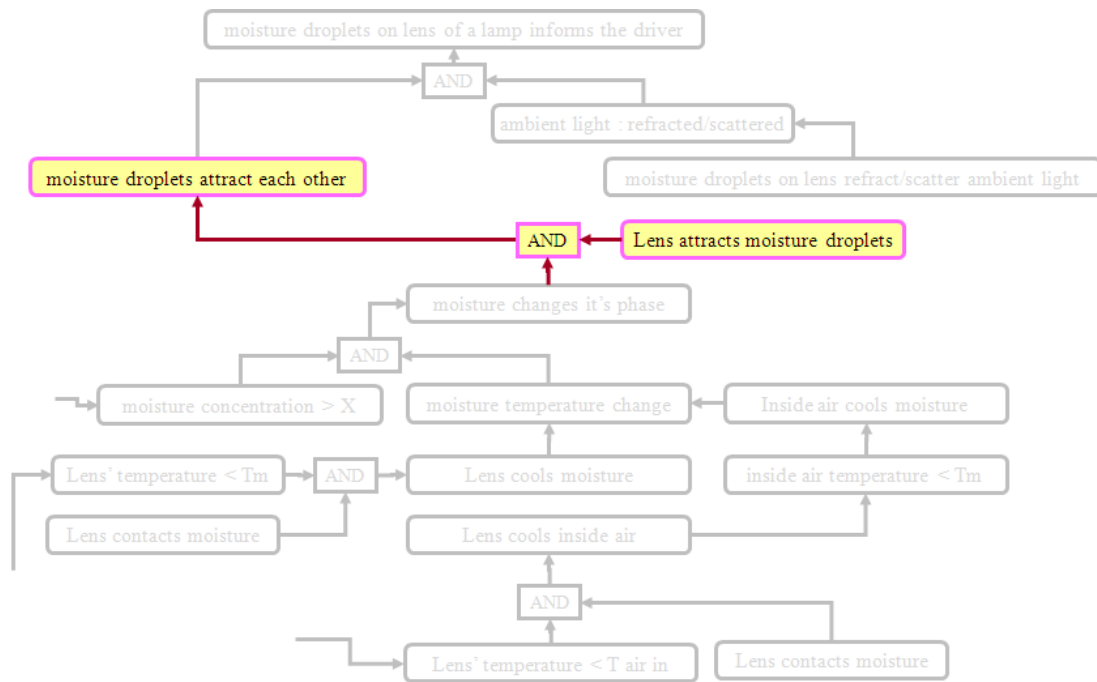 moisture droplets on lens of a lamp informs the driver
AND
ambient light : refracted/scattered
moisture droplets attract each other
moisture droplets on lens refract/scatter ambient light
AND
Lens attracts moisture droplets
moisture changes it's phase
AND
moisture concentration > X
moisture temperature change
Inside air cools moisture
Lens' temperature < Tm
AND
Lens cools moisture
inside air temperature < Tm
Lens contacts moisture
Lens cools inside air
AND
Lens' temperature < T air in
Lens contacts moisture